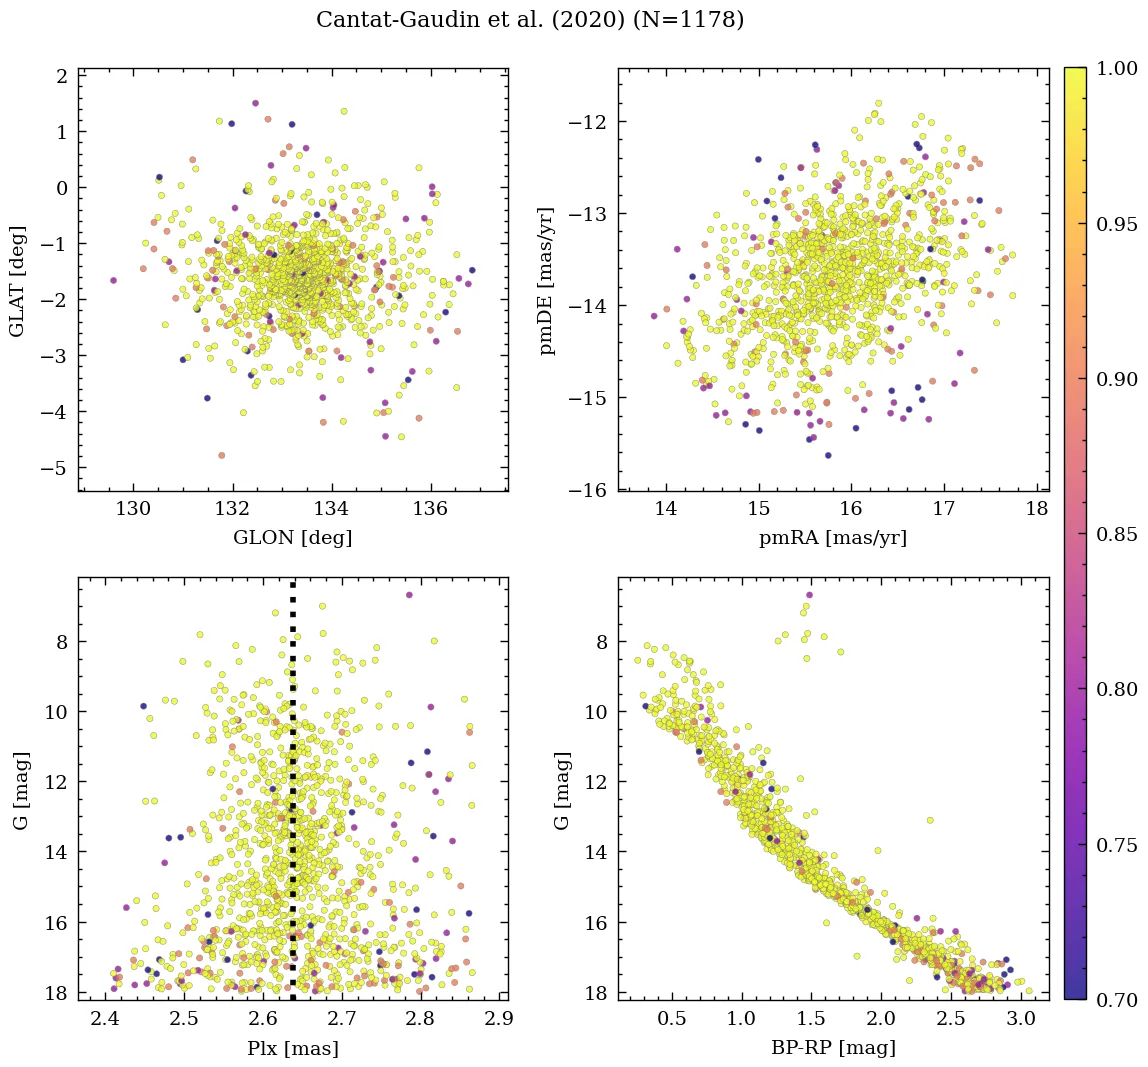 Cantat-Gaudin et al. (2020) (N=1178)
2
1
0
−1
−2
−3
−4
−5
GLAT [deg]
130 132 134 136
GLON [deg]
−12
−13
−14
−15
−16
pmDE [mas/yr]
14 15 16 17 18
pmRA [mas/yr]
8
10
12
14
16
18
G [mag]
2.4 2.5 2.6 2.7 2.8 2.9
Plx [mas]
8
10
12
14
16
18
G [mag]
0.5 1.0 1.5 2.0 2.5 3.0
BP-RP [mag]
1.00
0.95
0.90
0.85
0.80
0.75
0.70